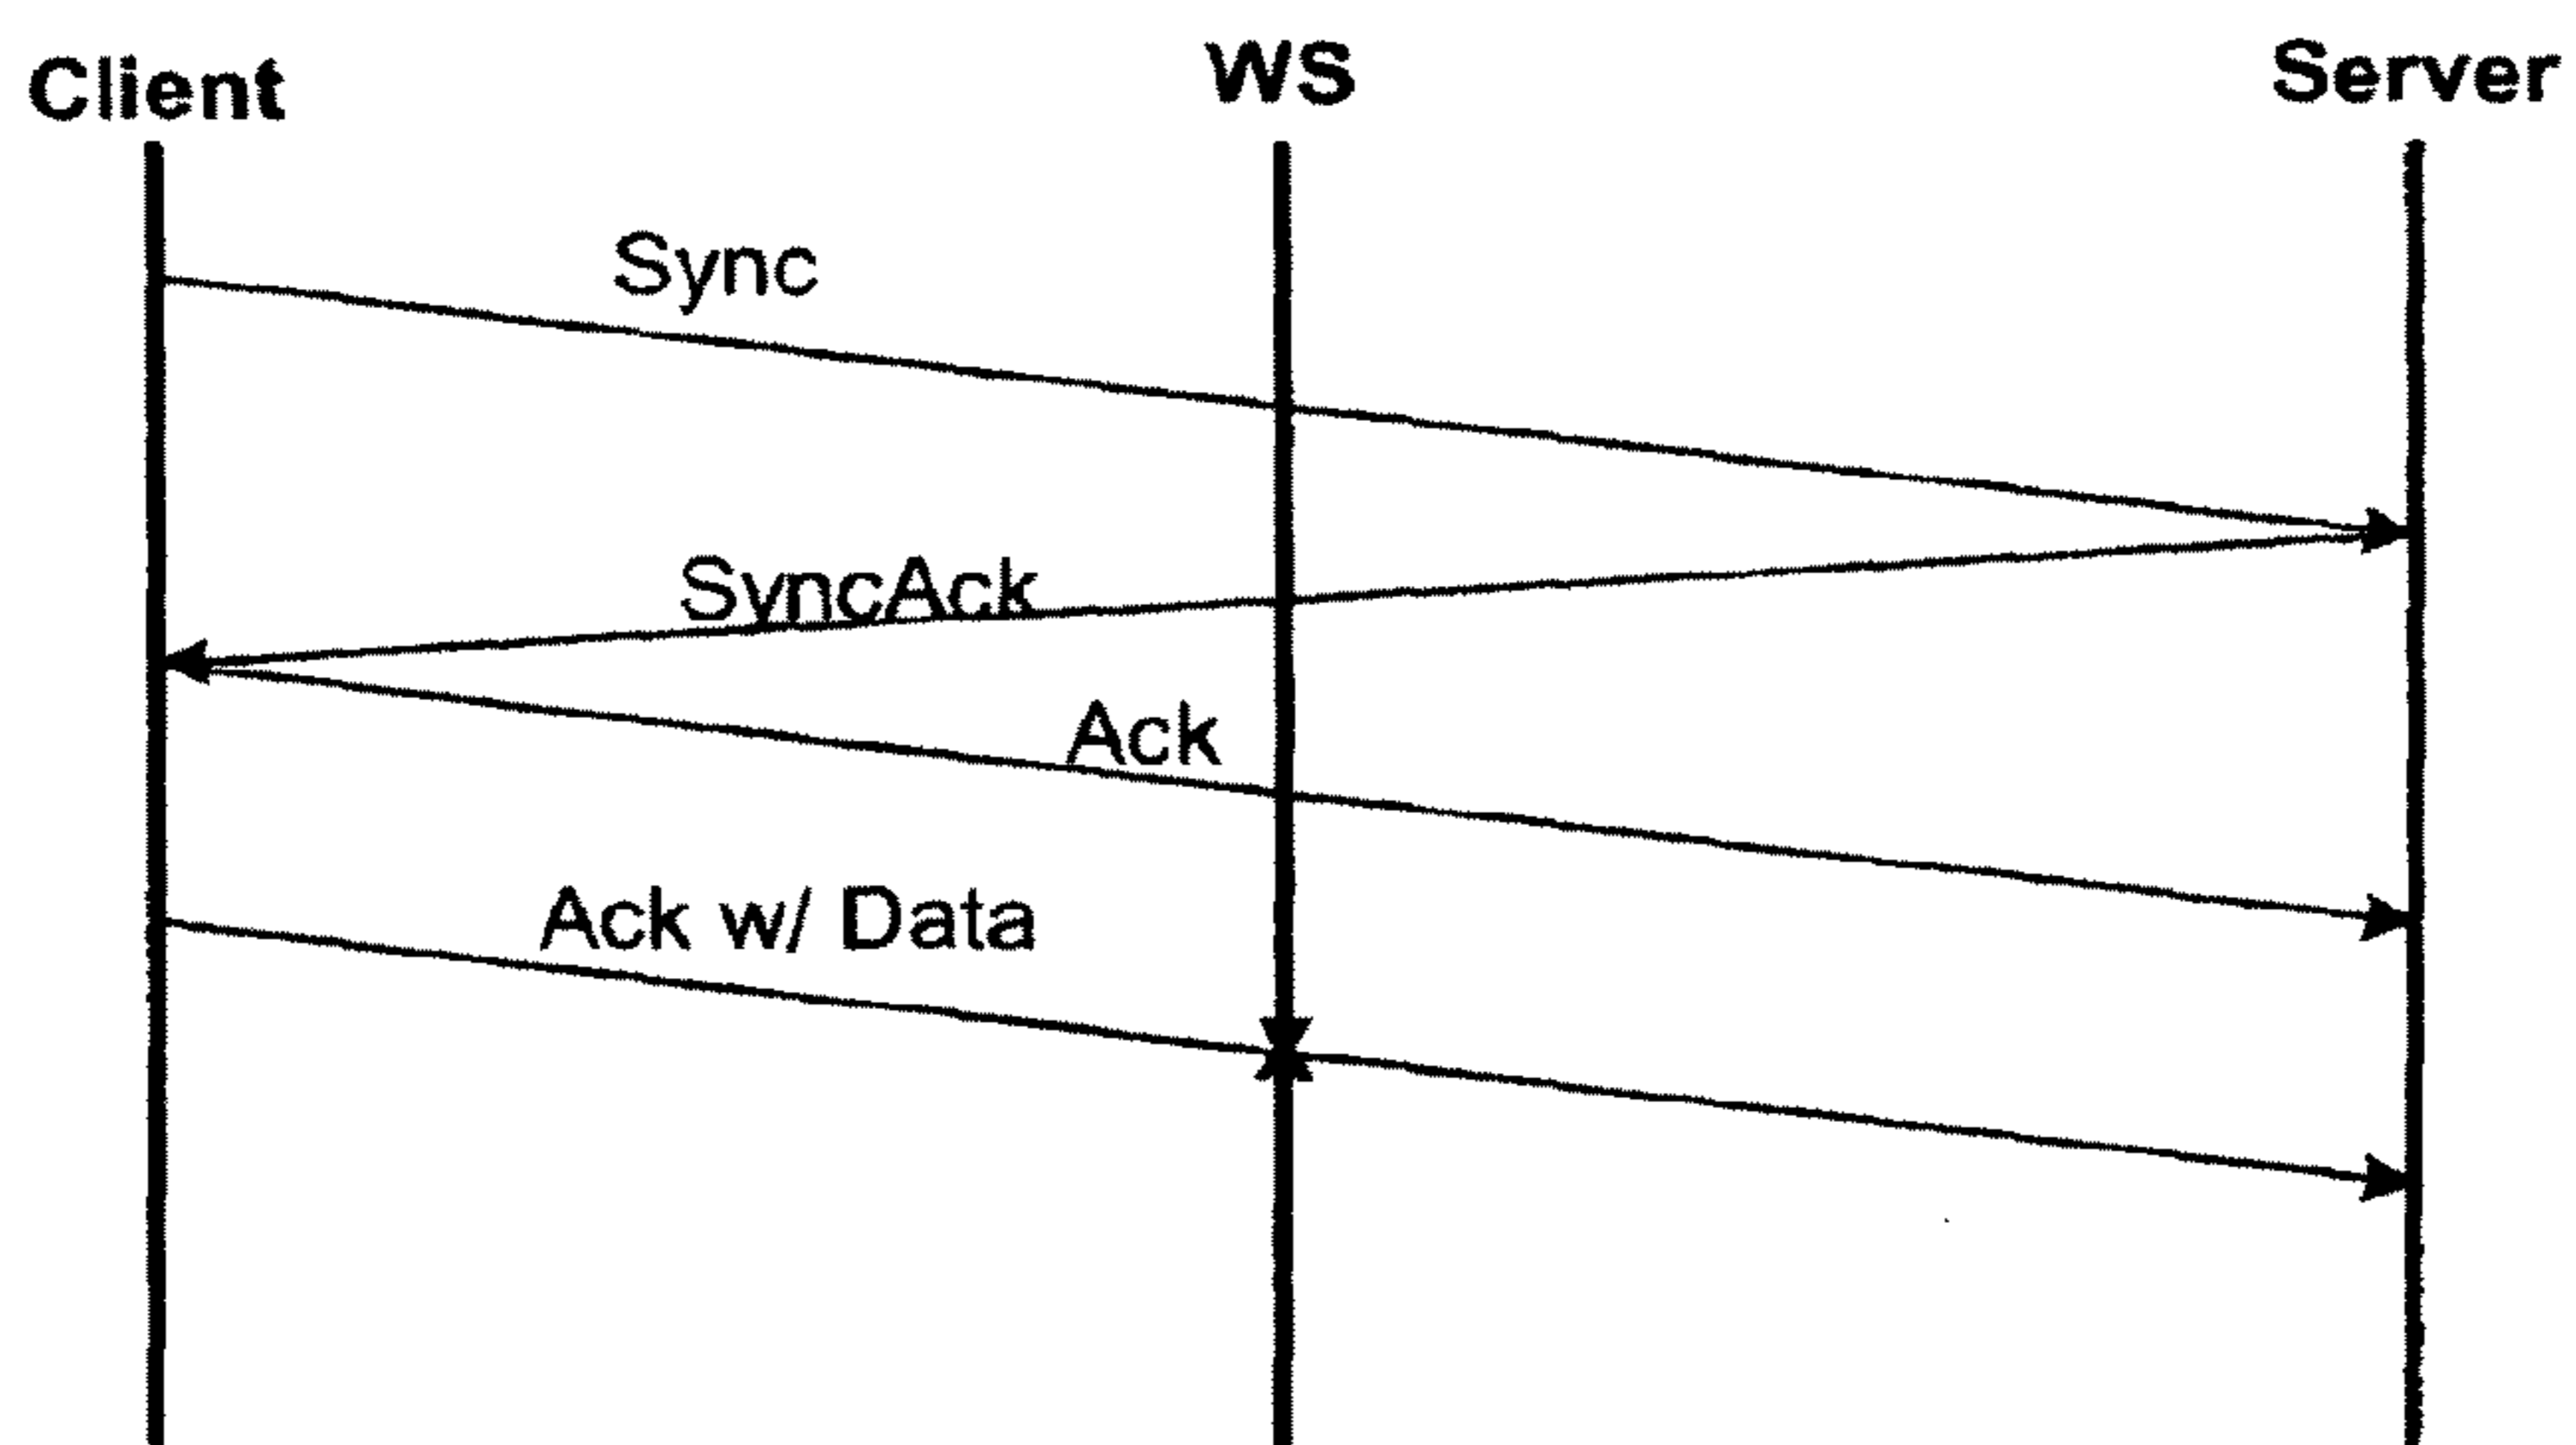 Client WS Server
Sync
SyncAck
Ack
Ack w/ Data